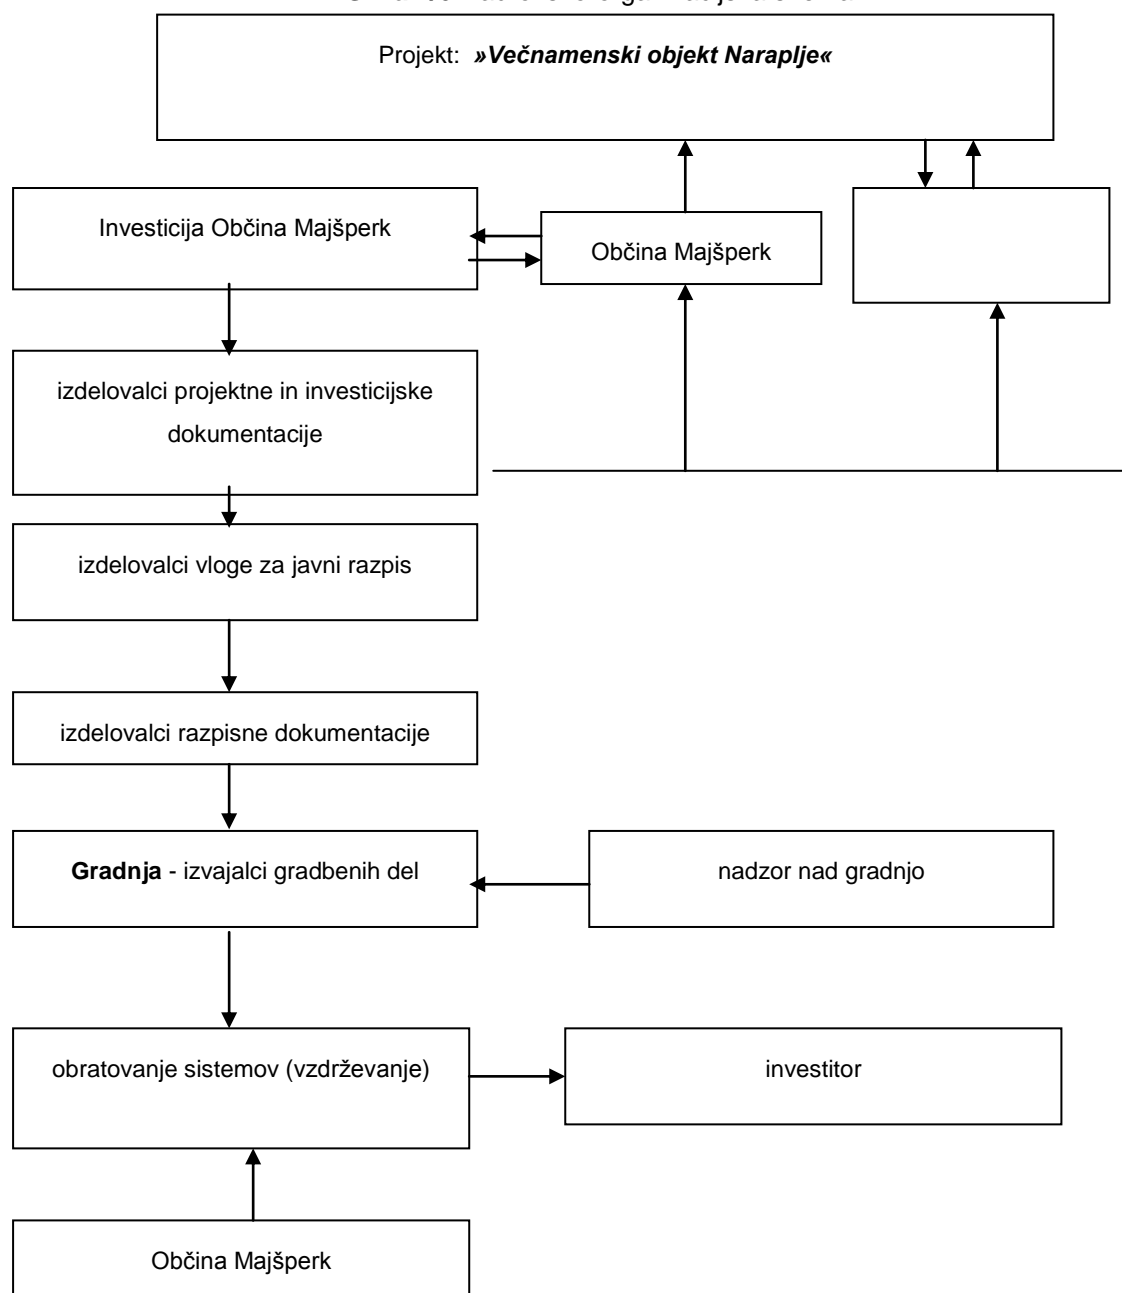 Projekt: »Večnamenski objekt Naraplje«
Investicija Občina Majšperk
Občina Majšperk
izdelovalci projektne in investicijske
dokumentacije
izdelovalci vloge za javni razpis
izdelovalci razpisne dokumentacije
Gradnja - izvajalci gradbenih del
nadzor nad gradnjo
obratovanje sistemov (vzdrževanje)
investitor
Občina Majšperk